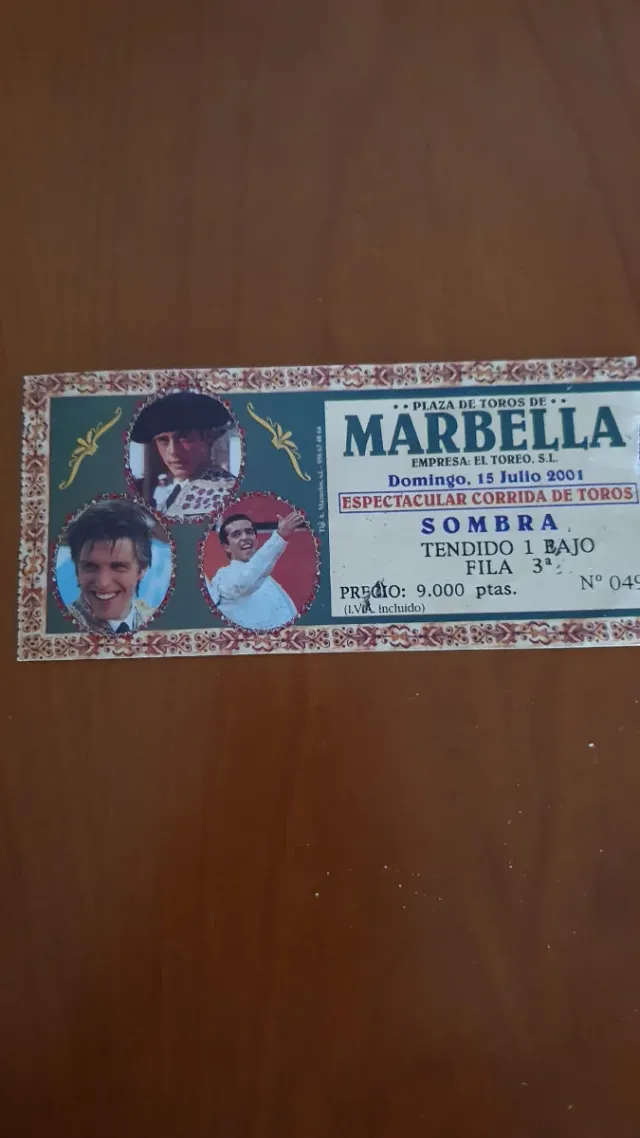 •• PLAZA DE TOROS DE ••
MARBELLA
EMPRESA: EL TOREO, S.L.
Domingo, 15 Julio 2001
ESPECTACULAR CORRIDA DE TOROS
SOMBRA
TENDIDO 1 BAJO
FILA 3ª
Nº 049
PRECIO: 9.000 ptas.
(I.V.A. incluido)